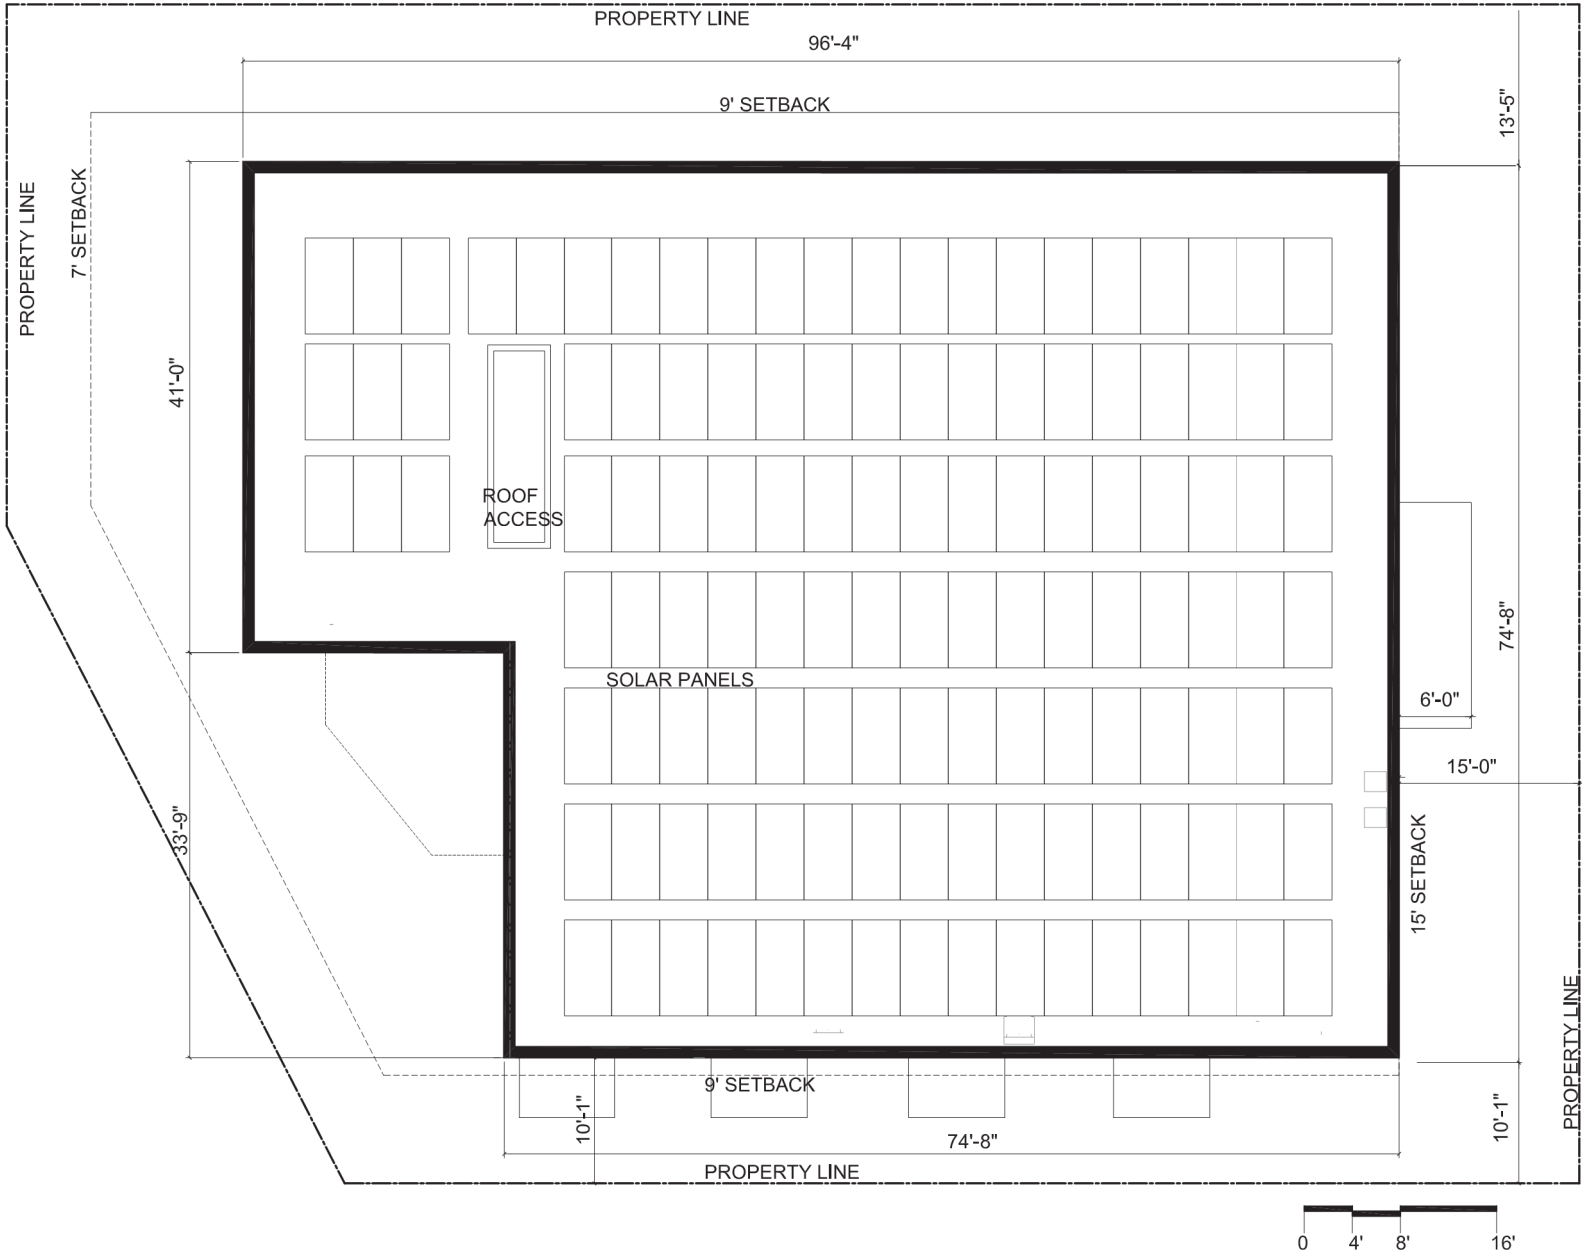 PROPERTY LINE
96'-4"
9' SETBACK
13'-5"
PROPERTY LINE
7' SETBACK
41'-0"
ROOF
ACCESS
74'-8"
SOLAR PANELS
6'-0"
15'-0"
33'-9"
15' SETBACK
PROPERTY LINE
9' SETBACK
10'-1"
10'-1"
74'-8"
PROPERTY LINE
0 4' 8' 16'